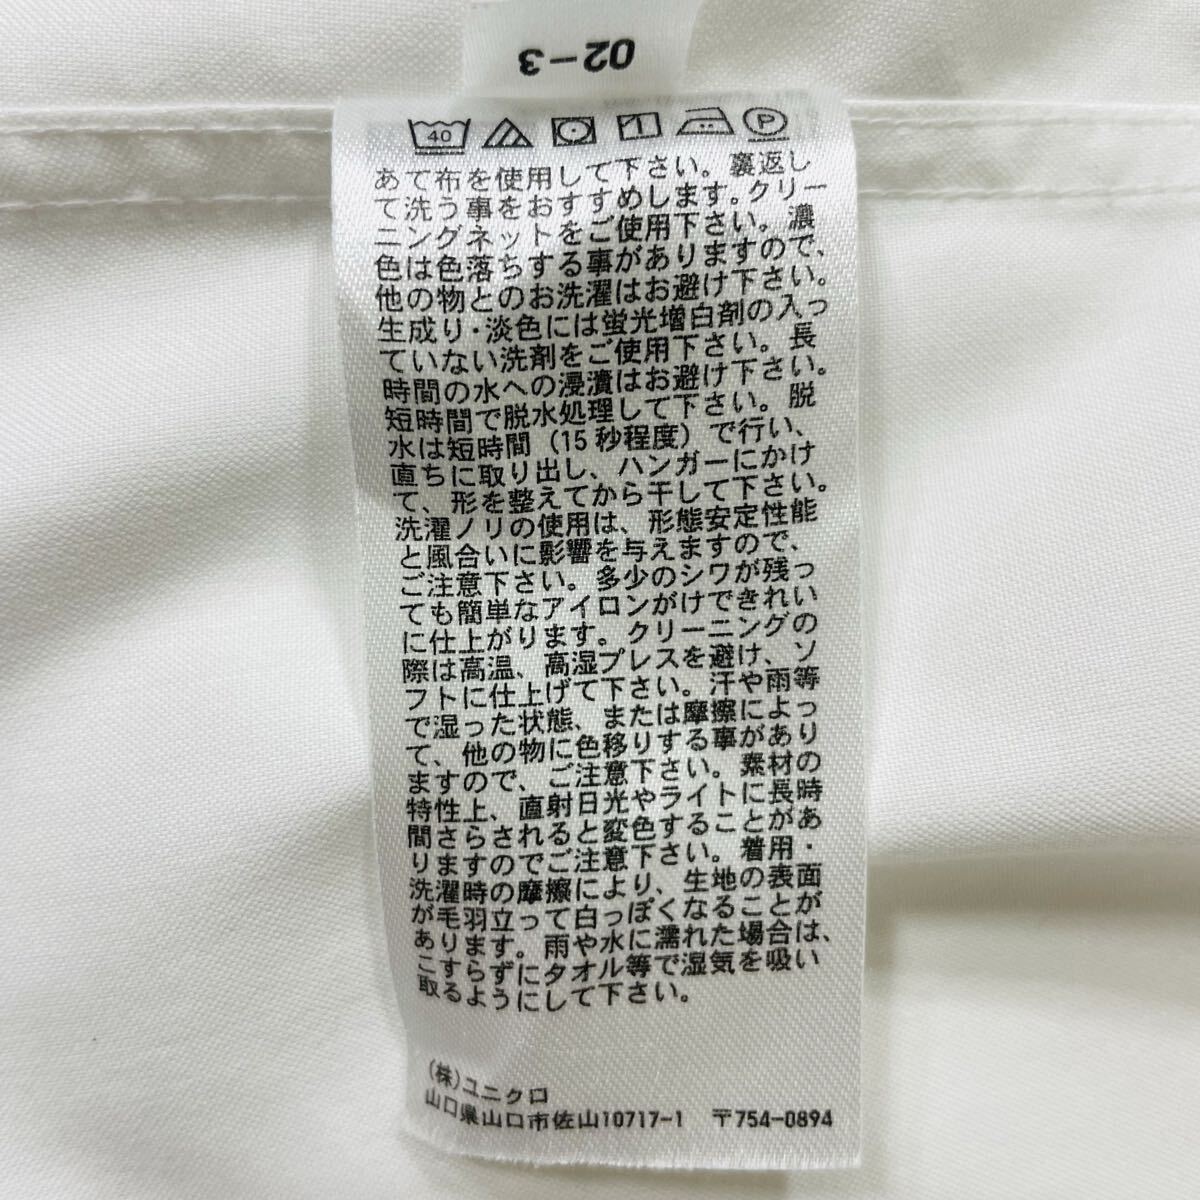 02-3
40 P
あて布を使用して下さい。裏返し
て洗う事をおすすめします。クリー
ニングネットをご使用下さい。濃
色は色落ちする事がありますので、
他の物とのお洗濯はお避け下さい。
生成り・淡色には蛍光増白剤の入っ
ていない洗剤をご使用下さい。長
時間の水への浸漬はお避け下さい。
短時間で脱水処理して下さい。脱
水は短時間（15秒程度）で行い、
直ちに取り出し、ハンガーにかけ
て、形を整えてから干して下さい。
洗濯ノリの使用は、形態安定性能
と風合いに影響を与えますので、
ご注意下さい。多少のシワが残っ
ても簡単なアイロンがけできれい
に仕上がります。クリーニングの
際は高温、高湿プレスを避け、ソ
フトに仕上げて下さい。汗や雨等
で湿った状態、または摩擦によっ
て、他の物に色移りする事があり
ますので、ご注意下さい。素材の
特性上、直射日光やライトに長時
間さらされると変色することがあ
りますのでご注意下さい。着用・
洗濯時の摩擦により、生地の表面
が毛羽立って白っぽくなることが
あります。雨や水に濡れた場合は、
こすらずにタオル等で湿気を吸い
取るようにして下さい。
(株)ユニクロ
山口県山口市佐山10717-1 〒754-0894